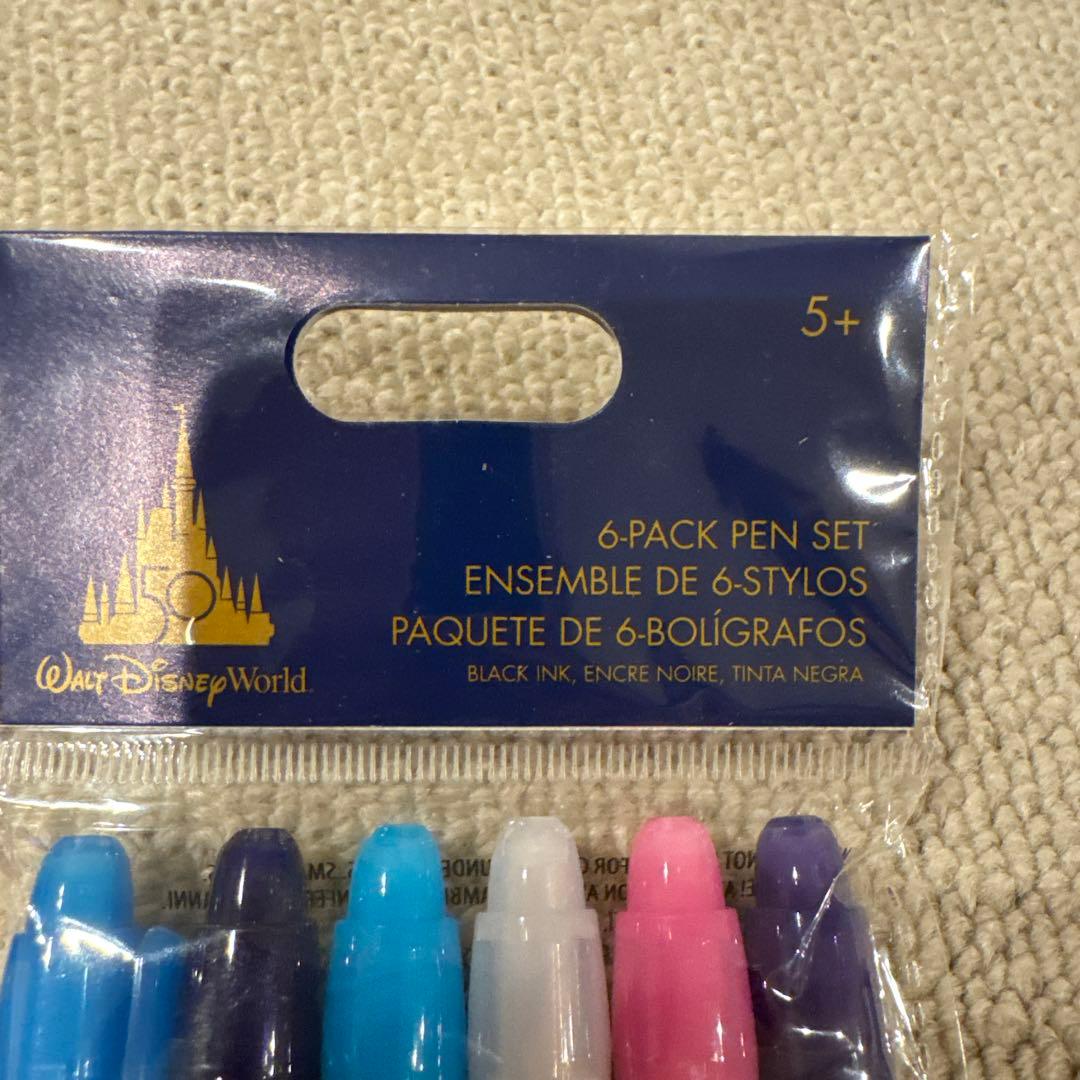 5+
6-PACK PEN SET
ENSEMBLE DE 6-STYLOS
PAQUETE DE 6-BOLÍGRAFOS
BLACK INK, ENCRE NOIRE, TINTA NEGRA
50
WALT DISNEY World